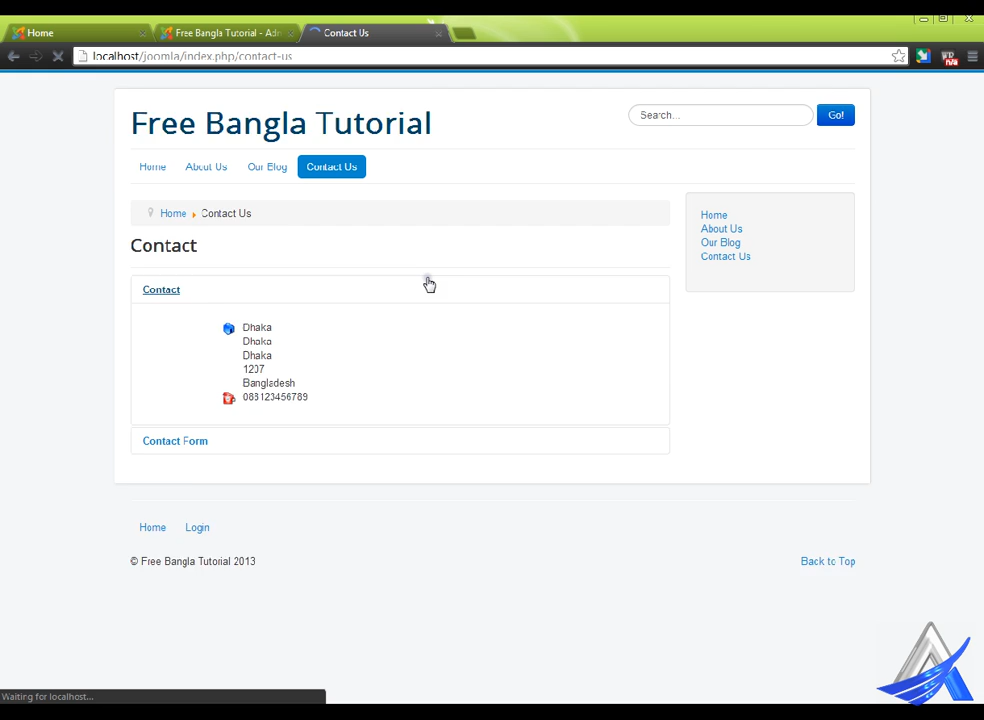 Home
Free Bangla Tutorial - Adm
Contact Us
localhost/joomla/index.php/contact-us
Free Bangla Tutorial
Search...
Go!
Home
About Us
Our Blog
Contact Us
Home
Contact Us
Home
About Us
Our Blog
Contact Us
Contact
Contact
Dhaka
Dhaka
Dhaka
1207
Bangladesh
088123456789
Contact Form
Home
Login
© Free Bangla Tutorial 2013
Back to Top
Waiting for localhost...